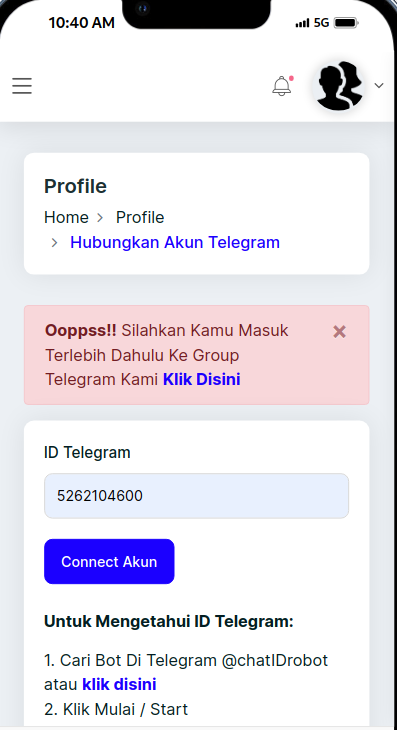 10:40 AM 5G
Profile
Home > Profile
> Hubungkan Akun Telegram
Ooppss!! Silahkan Kamu Masuk ×
Terlebih Dahulu Ke Group
Telegram Kami Klik Disini
ID Telegram
5262104600
Connect Akun
Untuk Mengetahui ID Telegram:
1. Cari Bot Di Telegram @chatIDrobot
atau klik disini
2. Klik Mulai / Start